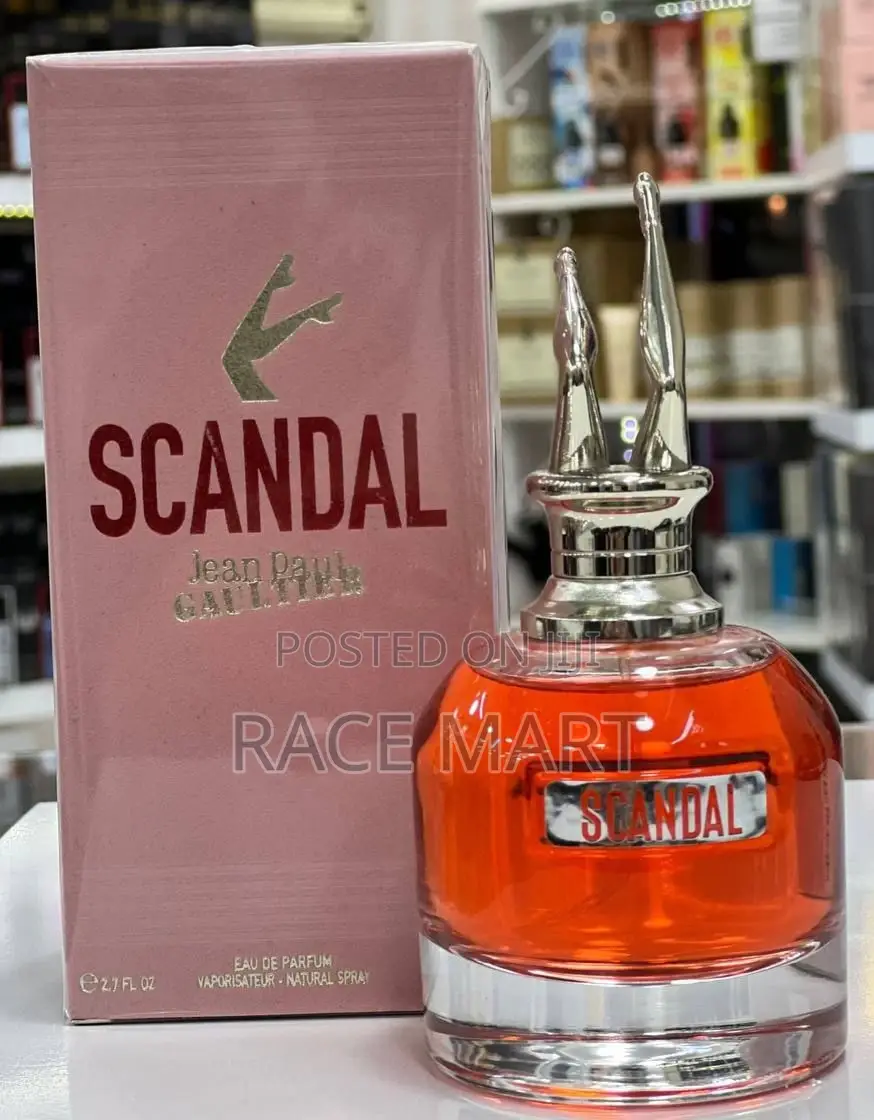 SCANDAL
Jean Paul
GAULTIER
POSTED ON JIJI
RACE MART
SCANDAL
℮ 2.7 FL OZ
EAU DE PARFUM
VAPORISATEUR - NATURAL SPRAY